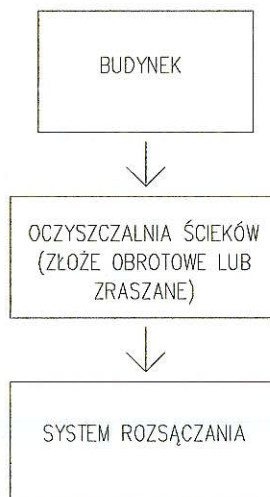 BUDYNEK
OCZYSZCZALNIA ŚCIEKÓW
(ZŁOŻE OBROTOWE LUB
ZRASZANE)
SYSTEM ROZSĄCZANIA